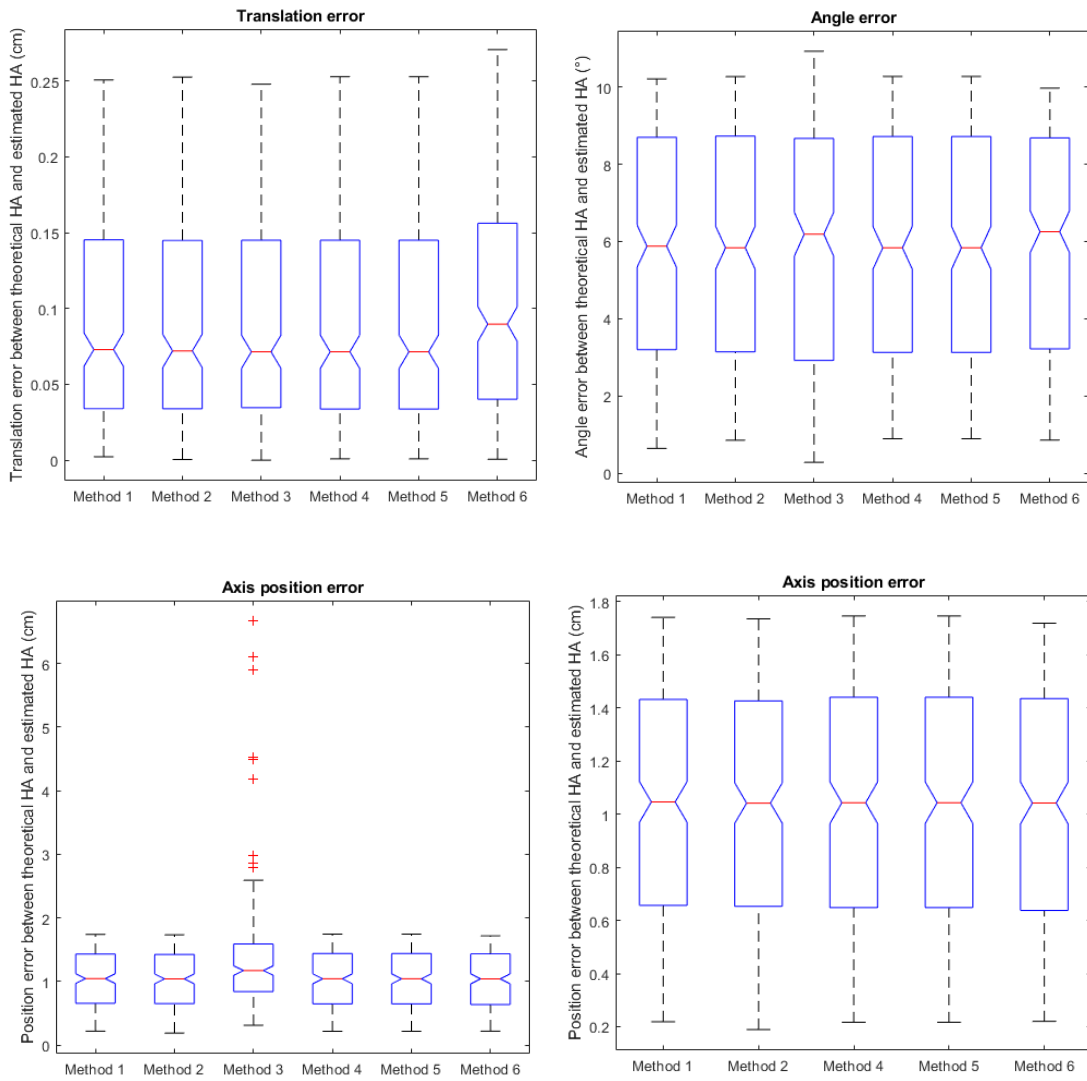 Translation error
Translation error between theoretical HA and estimated HA (cm)
0.25
0.2
0.15
0.1
0.05
0
Method 1 Method 2 Method 3 Method 4 Method 5 Method 6
Angle error
Angle error between theoretical HA and estimated HA (°)
10
8
6
4
2
0
Method 1 Method 2 Method 3 Method 4 Method 5 Method 6
Axis position error
Position error between theoretical HA and estimated HA (cm)
6
5
4
3
2
1
0
Method 1 Method 2 Method 3 Method 4 Method 5 Method 6
Axis position error
Position error between theoretical HA and estimated HA (cm)
1.8
1.6
1.4
1.2
1
0.8
0.6
0.4
0.2
Method 1 Method 2 Method 4 Method 5 Method 6